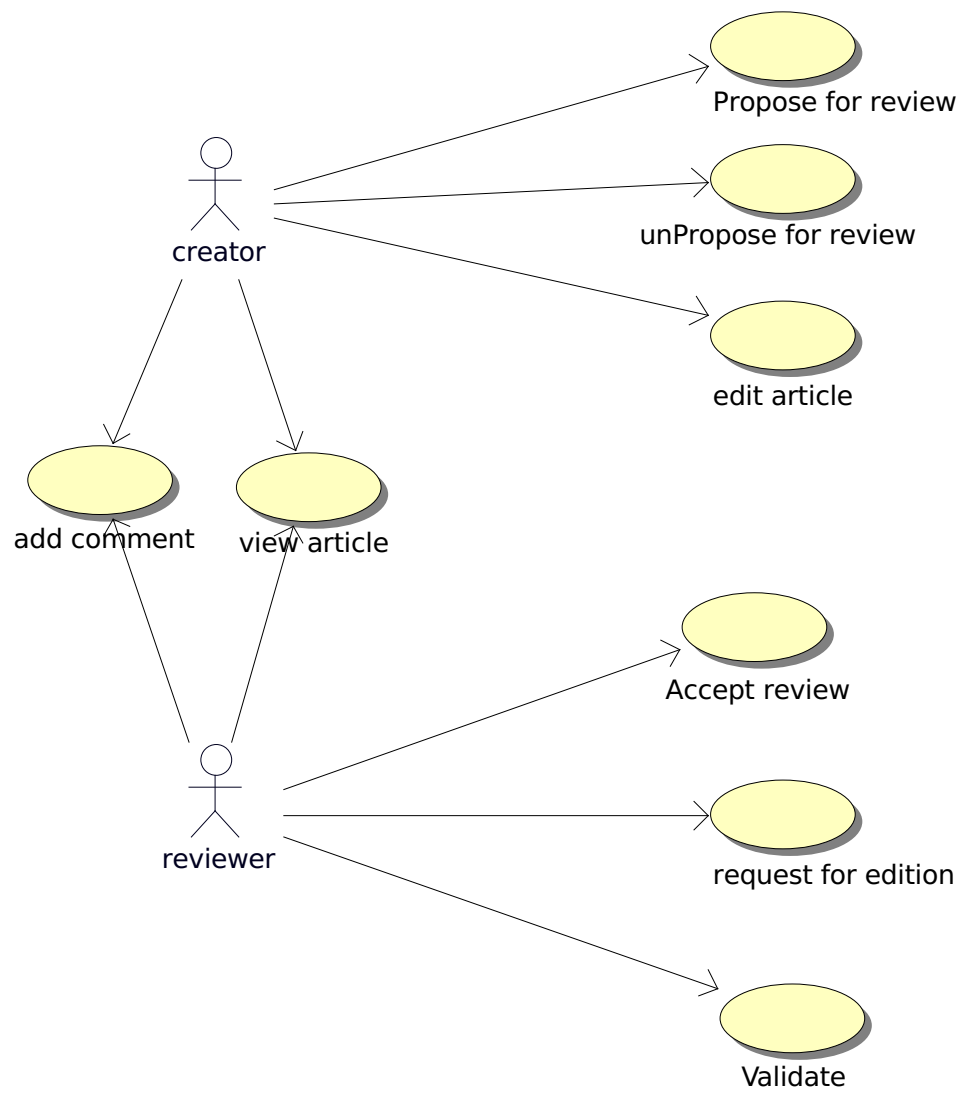 Propose for review
unPropose for review
creator
edit article
add comment
view article
Accept review
reviewer
request for edition
Validate